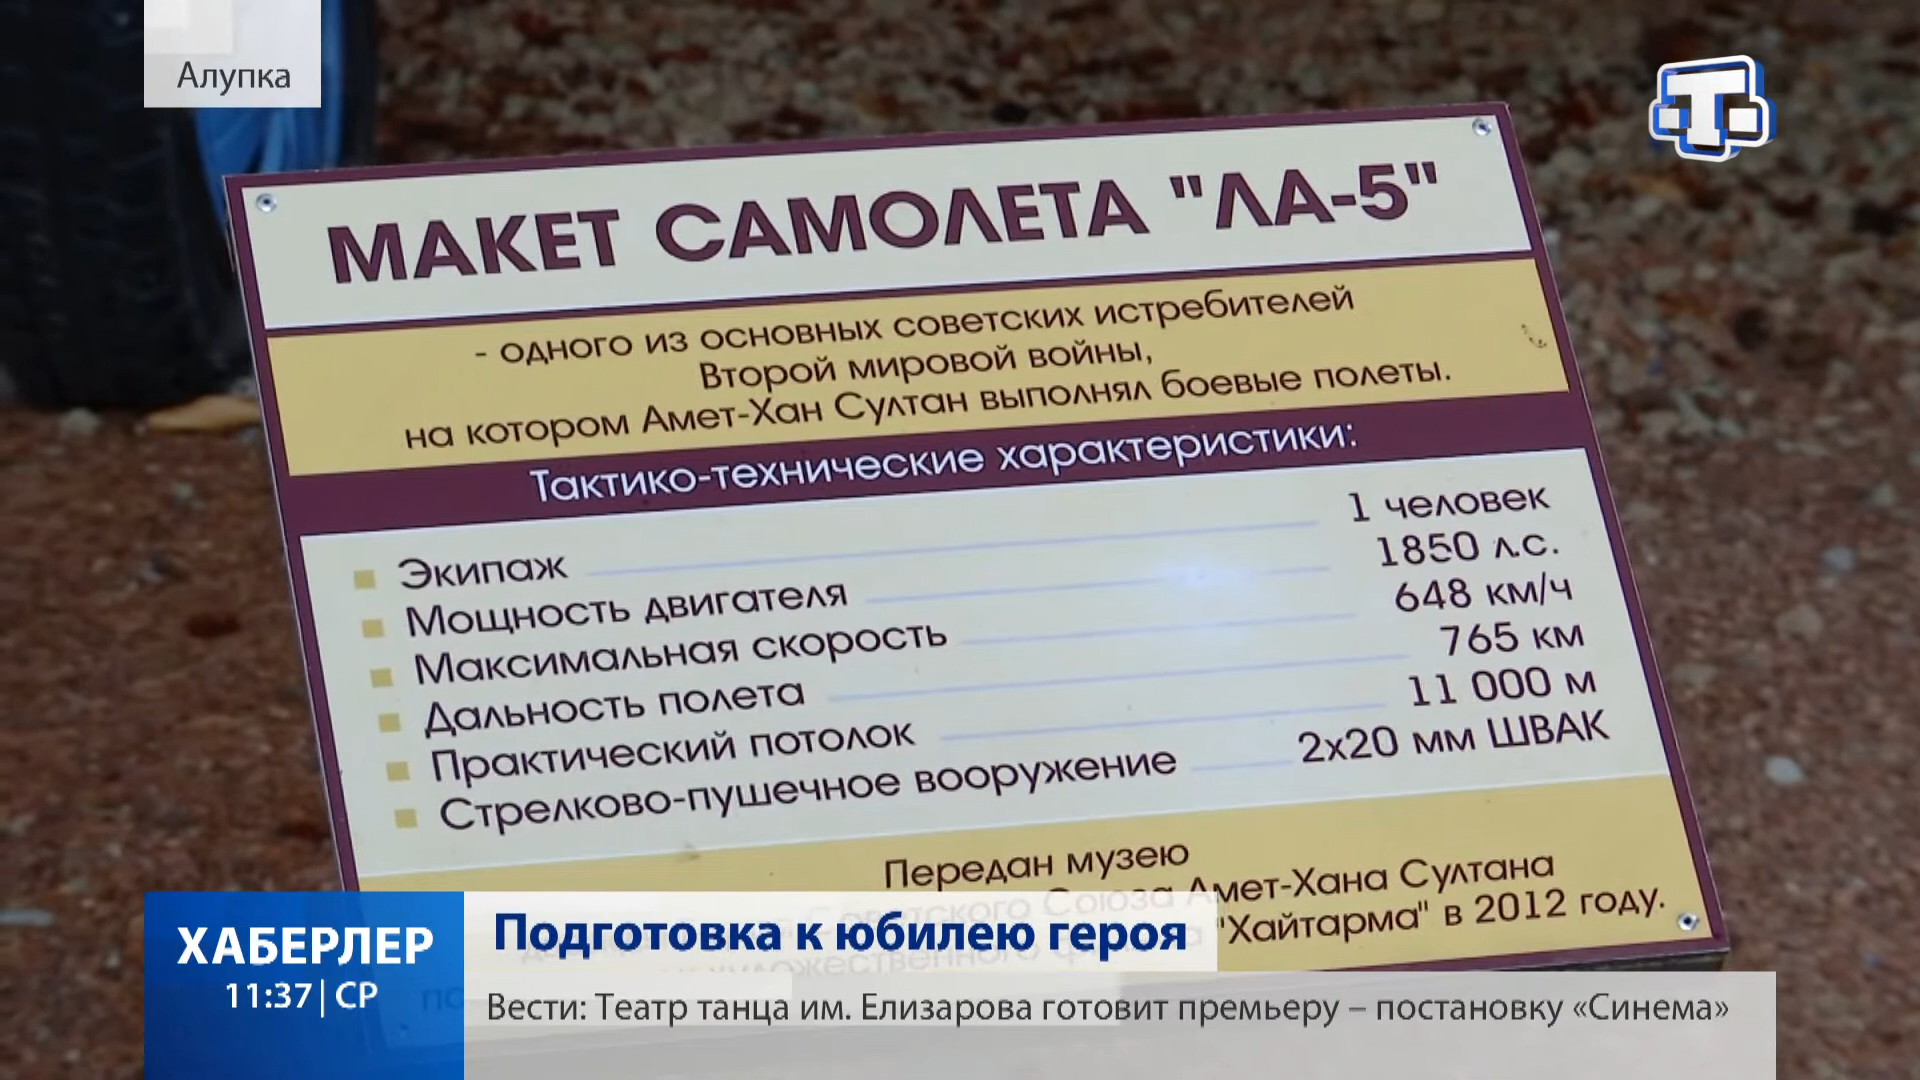 Алупка
Т
МАКЕТ САМОЛЕТА "ЛА-5"
- одного из основных советских истребителей
Второй мировой войны,
на котором Амет-Хан Султан выполнял боевые полеты.
Тактико-технические характеристики:
Экипаж 1 человек
Мощность двигателя 1850 л.с.
Максимальная скорость 648 км/ч
Дальность полета 765 км
Практический потолок 11 000 м
Стрелково-пушечное вооружение 2х20 мм ШВАК
Передан музею
Советского Союза Амет-Хана Султана
"Хайтарма" в 2012 году.
ХАБЕРЛЕР
11:37 | СР
Подготовка к юбилею героя
Вести: Театр танца им. Елизарова готовит премьеру – постановку «Синема»